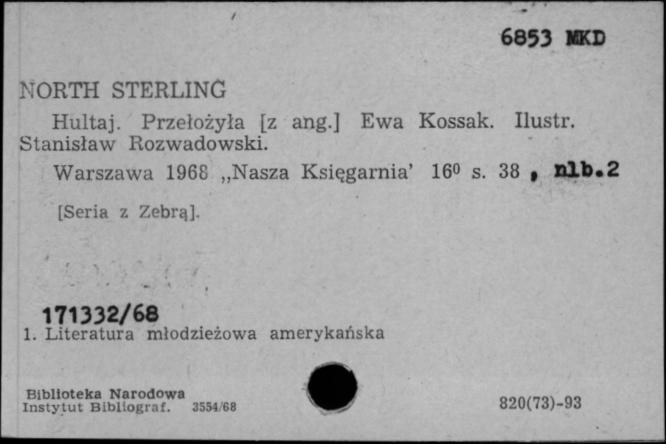 6853 MKD
NORTH STERLING
Hultaj. Przełożyła [z ang.] Ewa Kossak. Ilustr.
Stanisław Rozwadowski.
Warszawa 1968 „Nasza Księgarnia’ 16⁰ s. 38 , nlb.2
[Seria z Zebrą].
171332/68
1. Literatura młodzieżowa amerykańska
Biblioteka Narodowa
Instytut Bibliograf. 3554/68
820(73)-93